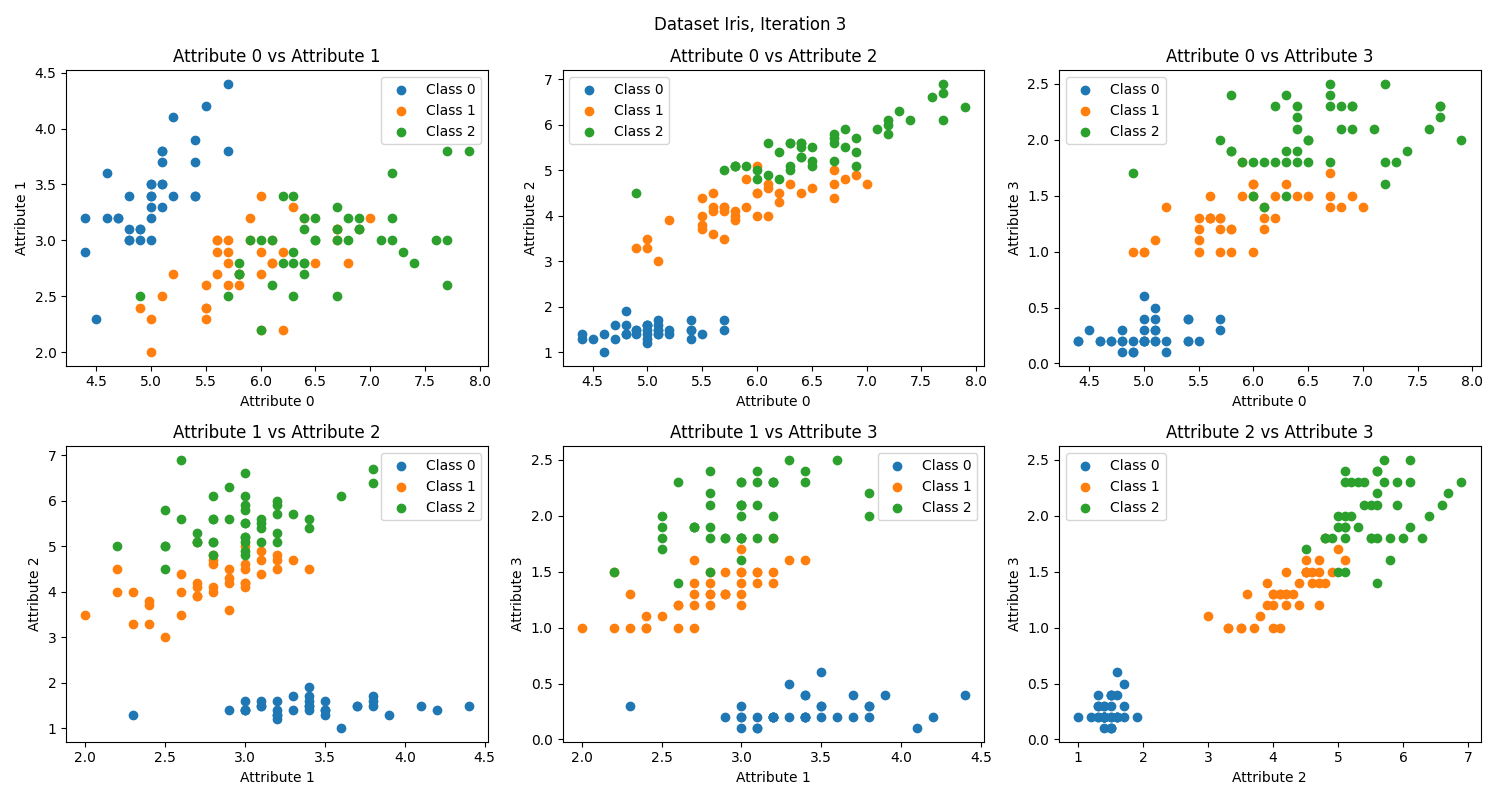 Dataset Iris, Iteration 3
Attribute 0 vs Attribute 1
Class 0
Class 1
Class 2
4.5
4.0
3.5
3.0
2.5
2.0
Attribute 1
4.5 5.0 5.5 6.0 6.5 7.0 7.5 8.0
Attribute 0
Attribute 0 vs Attribute 2
Class 0
Class 1
Class 2
7
6
5
4
3
2
1
Attribute 2
4.5 5.0 5.5 6.0 6.5 7.0 7.5 8.0
Attribute 0
Attribute 0 vs Attribute 3
Class 0
Class 1
Class 2
2.5
2.0
1.5
1.0
0.5
0.0
Attribute 3
4.5 5.0 5.5 6.0 6.5 7.0 7.5 8.0
Attribute 0
Attribute 1 vs Attribute 2
Class 0
Class 1
Class 2
7
6
5
4
3
2
1
Attribute 2
2.0 2.5 3.0 3.5 4.0 4.5
Attribute 1
Attribute 1 vs Attribute 3
Class 0
Class 1
Class 2
2.5
2.0
1.5
1.0
0.5
0.0
Attribute 3
2.0 2.5 3.0 3.5 4.0 4.5
Attribute 1
Attribute 2 vs Attribute 3
Class 0
Class 1
Class 2
2.5
2.0
1.5
1.0
0.5
0.0
Attribute 3
1 2 3 4 5 6 7
Attribute 2